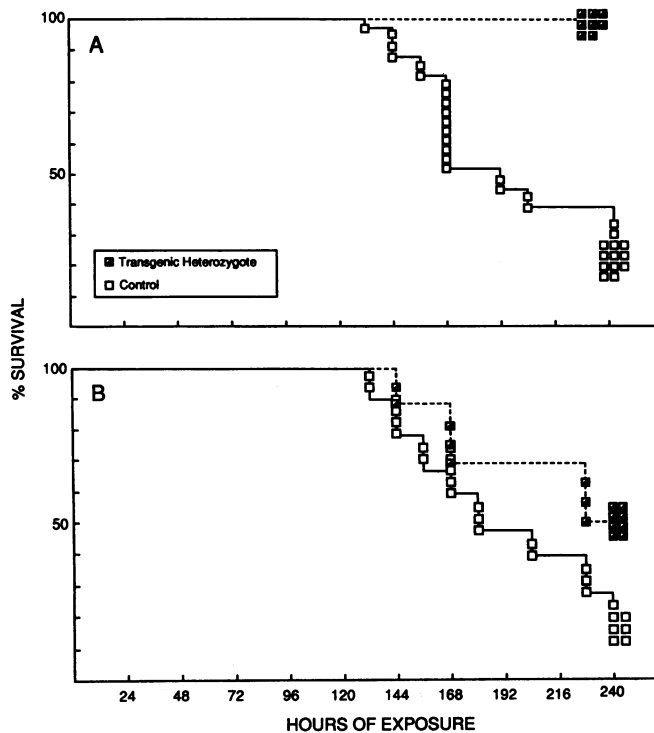 100
A
50
Transgenic Heterozygote
Control
% SURVIVAL
100
B
50
24 48 72 96 120 144 168 192 216 240
HOURS OF EXPOSURE